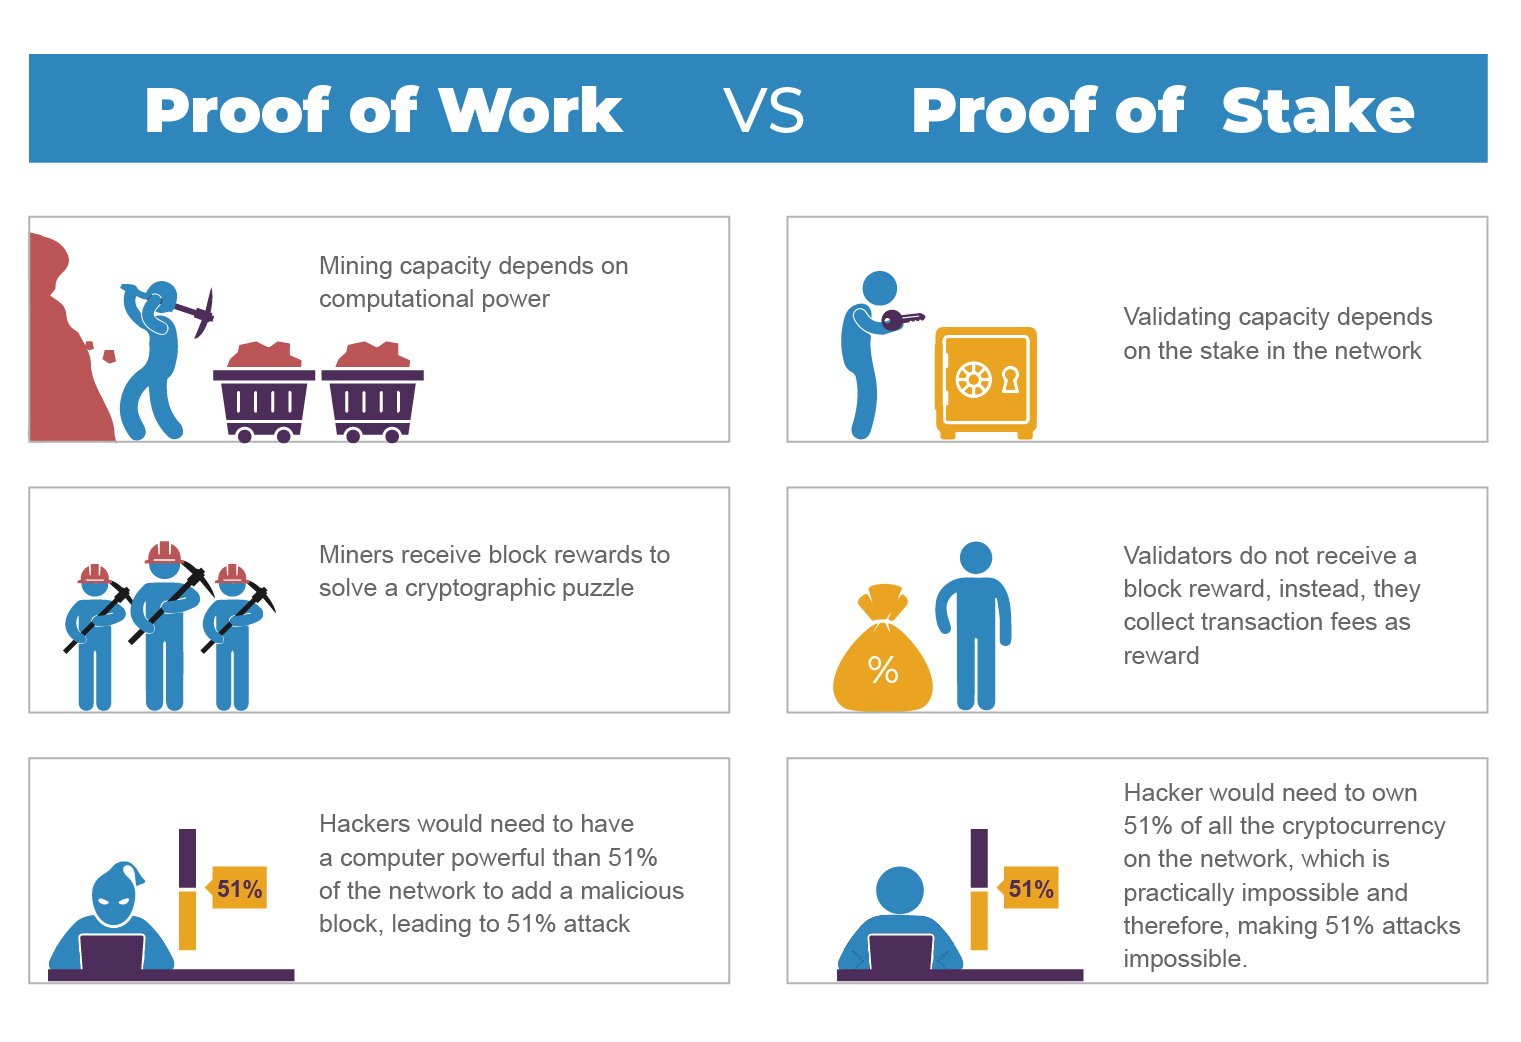 Proof of Work VS Proof of Stake
Mining capacity depends on
computational power
Validating capacity depends
on the stake in the network
Miners receive block rewards to
solve a cryptographic puzzle
%
Validators do not receive a
block reward, instead, they
collect transaction fees as
reward
51%
Hackers would need to have
a computer powerful than 51%
of the network to add a malicious
block, leading to 51% attack
51%
Hacker would need to own
51% of all the cryptocurrency
on the network, which is
practically impossible and
therefore, making 51% attacks
impossible.